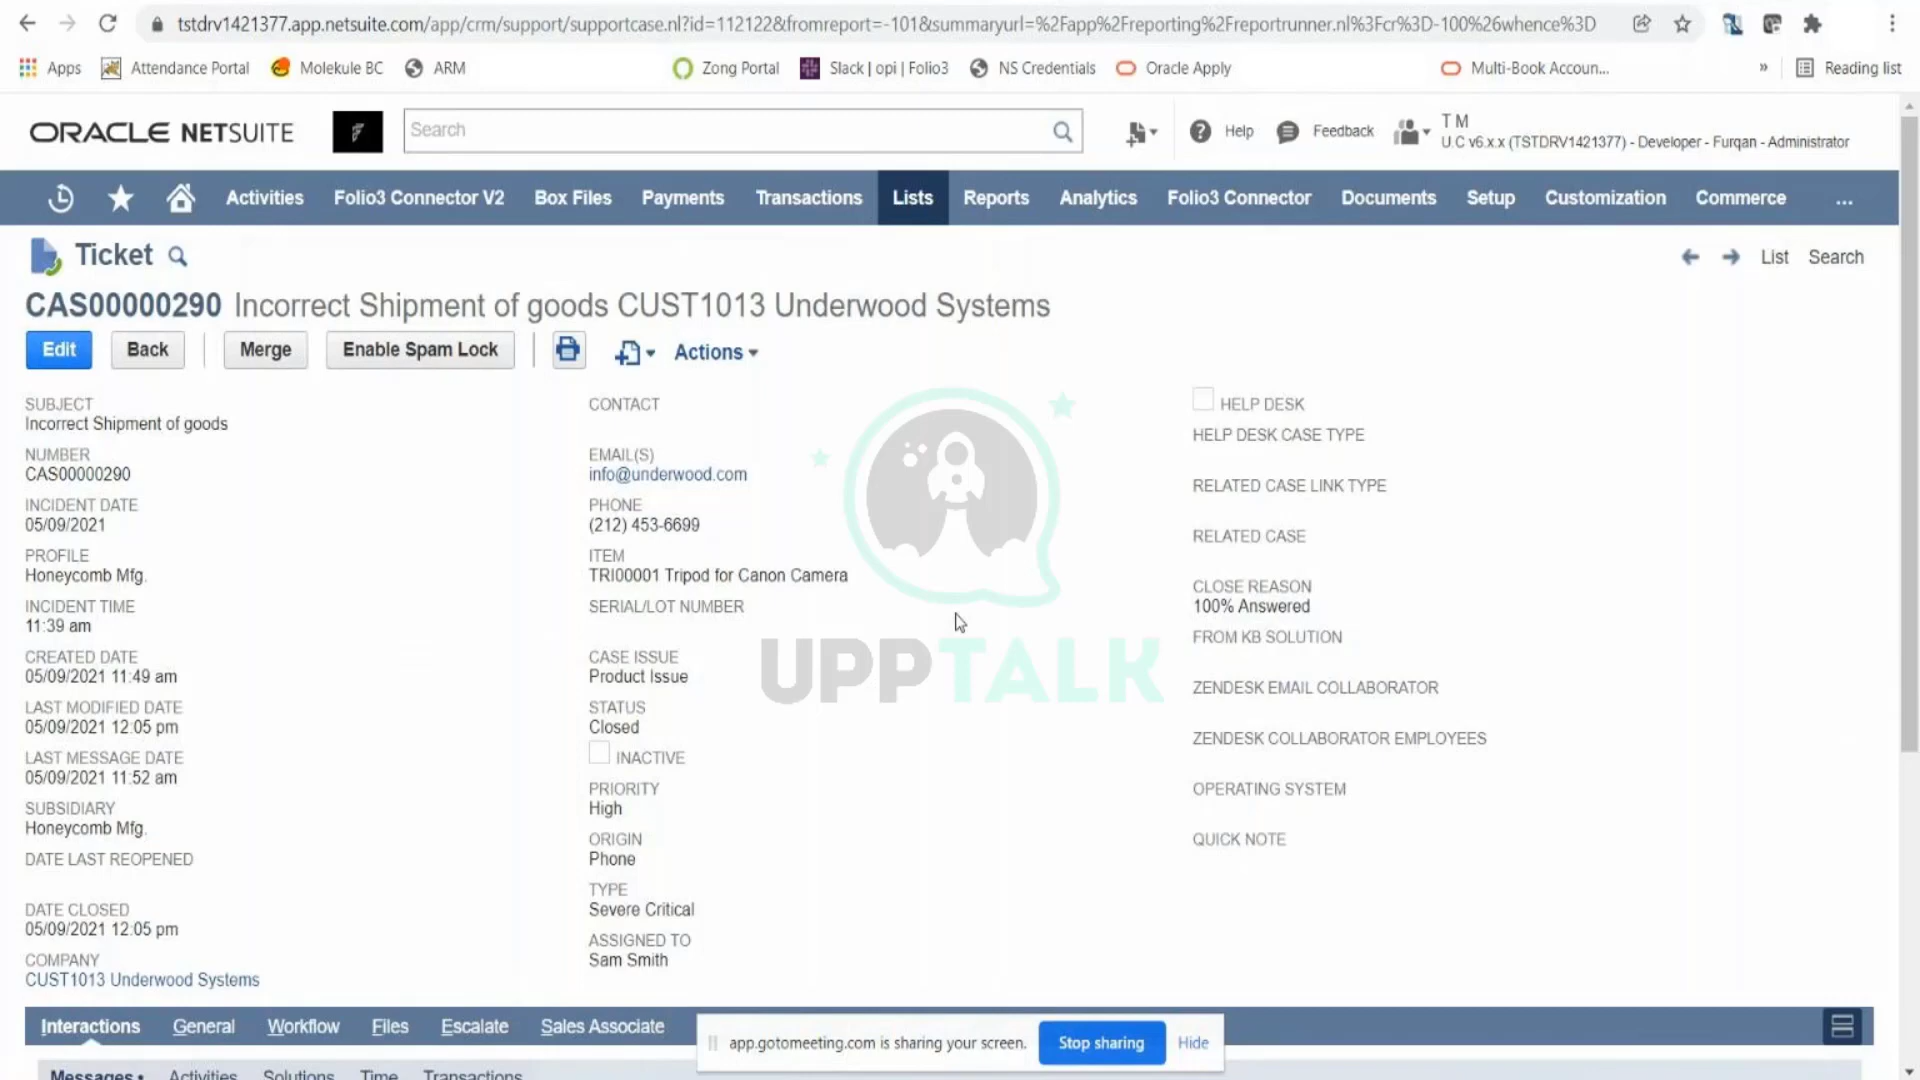 tstdrv1421377.app.netsuite.com/app/crm/support/supportcase.nl?id=112122&fromreport=-101&summaryurl=%2Fapp%2Freporting%2Freportrunner.nl%3Fcr%3D-100%26whence%3D
Apps Attendance Portal Molekule BC ARM Zong Portal Slack | opi | Folio3 NS Credentials Oracle Apply Multi-Book Accoun... » Reading list
ORACLE NETSUITE Search Help Feedback
T M
U.C v6.x.x (TSTDRV1421377) - Developer - Furqan - Administrator
Activities Folio3 Connector V2 Box Files Payments Transactions Lists Reports Analytics Folio3 Connector Documents Setup Customization Commerce ...
Ticket List Search
CAS00000290 Incorrect Shipment of goods CUST1013 Underwood Systems
Edit Back Merge Enable Spam Lock Actions
SUBJECT
Incorrect Shipment of goods
NUMBER
CAS00000290
INCIDENT DATE
05/09/2021
PROFILE
Honeycomb Mfg.
INCIDENT TIME
11:39 am
CREATED DATE
05/09/2021 11:49 am
LAST MODIFIED DATE
05/09/2021 12:05 pm
LAST MESSAGE DATE
05/09/2021 11:52 am
SUBSIDIARY
Honeycomb Mfg.
DATE LAST REOPENED
DATE CLOSED
05/09/2021 12:05 pm
COMPANY
CUST1013 Underwood Systems
CONTACT
EMAIL(S)
info@underwood.com
PHONE
(212) 453-6699
ITEM
TRI00001 Tripod for Canon Camera
SERIAL/LOT NUMBER
CASE ISSUE
Product Issue
STATUS
Closed
INACTIVE
PRIORITY
High
ORIGIN
Phone
TYPE
Severe Critical
ASSIGNED TO
Sam Smith
UPPTALK
HELP DESK
HELP DESK CASE TYPE
RELATED CASE LINK TYPE
RELATED CASE
CLOSE REASON
100% Answered
FROM KB SOLUTION
ZENDESK EMAIL COLLABORATOR
ZENDESK COLLABORATOR EMPLOYEES
OPERATING SYSTEM
QUICK NOTE
Interactions General Workflow Files Escalate Sales Associate
app.gotomeeting.com is sharing your screen. Stop sharing Hide
Messages • Activities Solutions Time Transactions